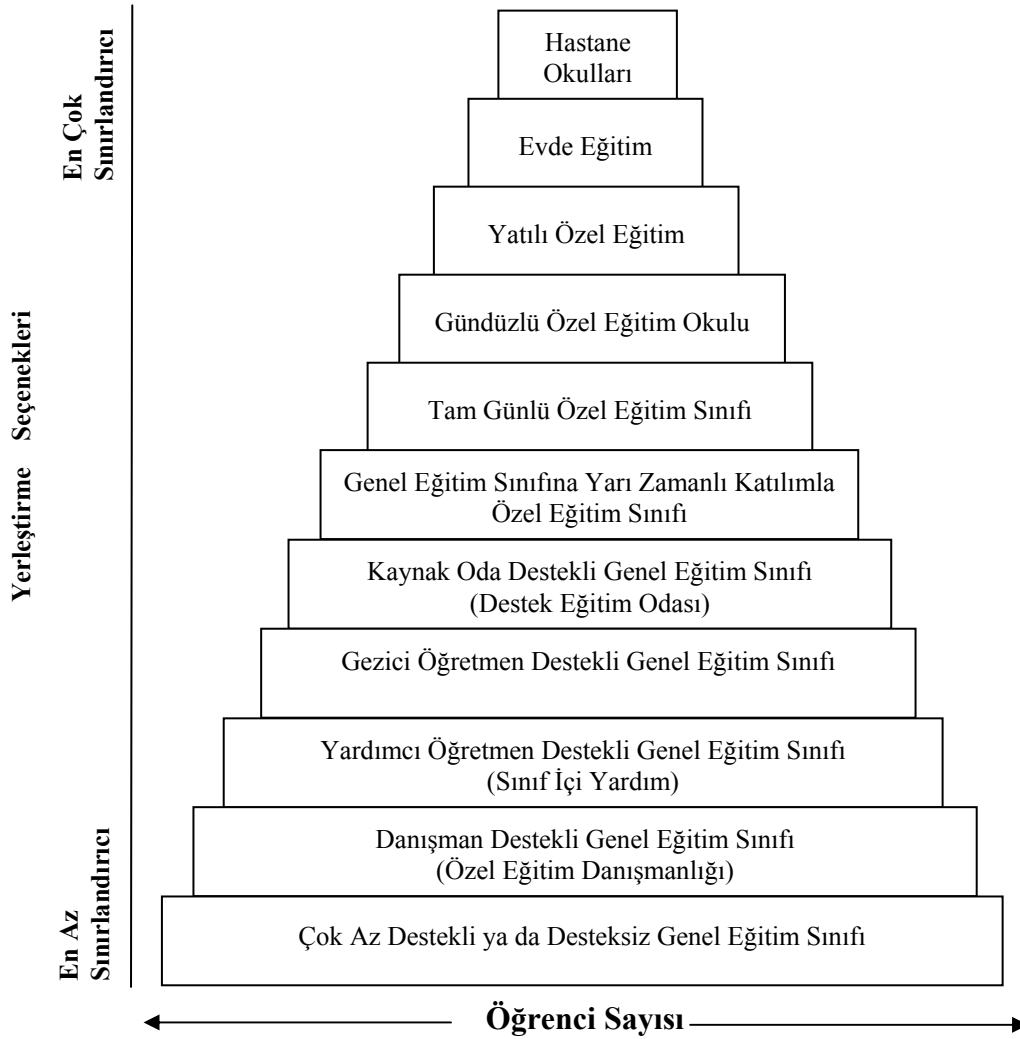 En Çok
Sınırlandırıcı
Yerleştirme Seçenekleri
En Az
Sınırlandırıcı
Hastane
Okulları
Evde Eğitim
Yatılı Özel Eğitim
Gündüzlü Özel Eğitim Okulu
Tam Günlü Özel Eğitim Sınıfı
Genel Eğitim Sınıfına Yarı Zamanlı Katılımla
Özel Eğitim Sınıfı
Kaynak Oda Destekli Genel Eğitim Sınıfı
(Destek Eğitim Odası)
Gezici Öğretmen Destekli Genel Eğitim Sınıfı
Yardımcı Öğretmen Destekli Genel Eğitim Sınıfı
(Sınıf İçi Yardım)
Danışman Destekli Genel Eğitim Sınıfı
(Özel Eğitim Danışmanlığı)
Çok Az Destekli ya da Desteksiz Genel Eğitim Sınıfı
Öğrenci Sayısı